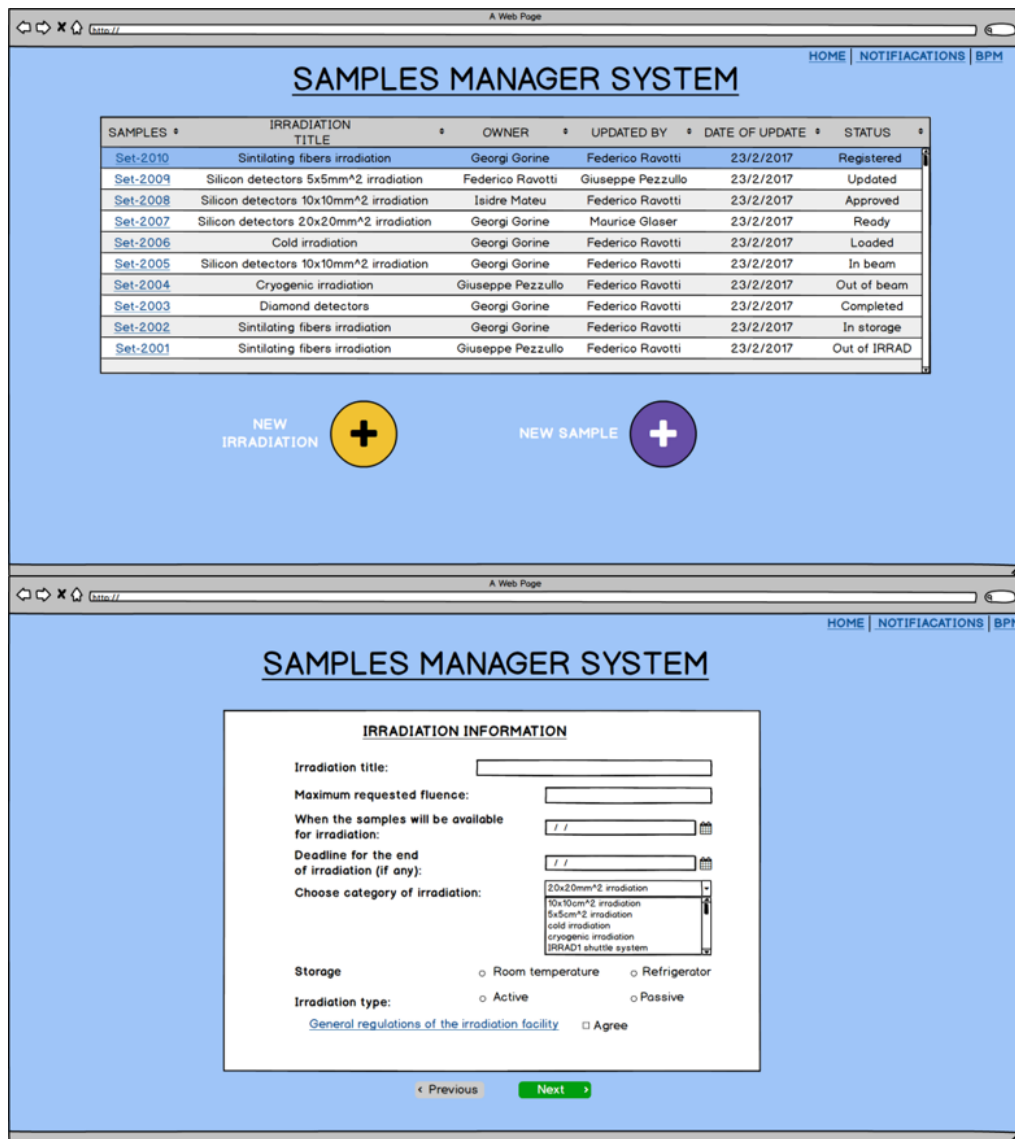 A Web Page
http://
HOME | NOTIFIACATIONS | BPM
SAMPLES MANAGER SYSTEM
SAMPLES IRRADIATION TITLE OWNER UPDATED BY DATE OF UPDATE STATUS
Set-2010 Sintilating fibers irradiation Georgi Gorine Federico Ravotti 23/2/2017 Registered
Set-2009 Silicon detectors 5x5mm^2 irradiation Federico Ravotti Giuseppe Pezzullo 23/2/2017 Updated
Set-2008 Silicon detectors 10x10mm^2 irradiation Isidre Mateu Federico Ravotti 23/2/2017 Approved
Set-2007 Silicon detectors 20x20mm^2 irradiation Georgi Gorine Maurice Glaser 23/2/2017 Ready
Set-2006 Cold irradiation Georgi Gorine Federico Ravotti 23/2/2017 Loaded
Set-2005 Silicon detectors 10x10mm^2 irradiation Georgi Gorine Federico Ravotti 23/2/2017 In beam
Set-2004 Cryogenic irradiation Giuseppe Pezzullo Federico Ravotti 23/2/2017 Out of beam
Set-2003 Diamond detectors Georgi Gorine Federico Ravotti 23/2/2017 Completed
Set-2002 Sintilating fibers irradiation Georgi Gorine Federico Ravotti 23/2/2017 In storage
Set-2001 Sintilating fibers irradiation Giuseppe Pezzullo Federico Ravotti 23/2/2017 Out of IRRAD
NEW
IRRADIATION
NEW SAMPLE
A Web Page
http://
HOME | NOTIFIACATIONS | BPM
SAMPLES MANAGER SYSTEM
IRRADIATION INFORMATION
Irradiation title:
Maximum requested fluence:
When the samples will be available
for irradiation: / /
Deadline for the end
of irradiation (if any): / /
Choose category of irradiation: 20x20mm^2 irradiation
10x10cm^2 irradiation
5x5cm^2 irradiation
cold irradiation
cryogenic irradiation
IRRAD1 shuttle system
Storage Room temperature Refrigerator
Irradiation type: Active Passive
General regulations of the irradiation facility Agree
< Previous Next >